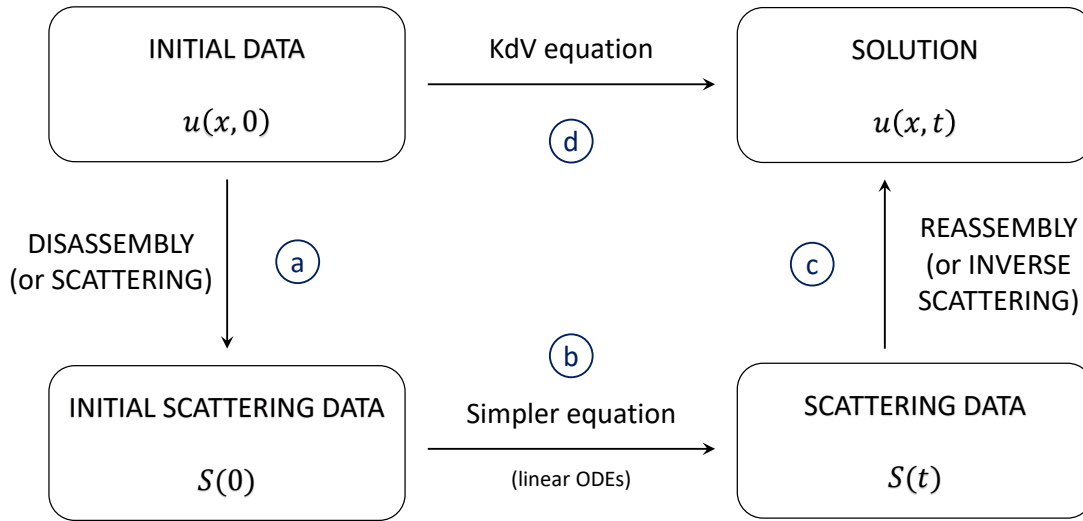 INITIAL DATA
u(x, 0)
KdV equation
d
SOLUTION
u(x, t)
DISASSEMBLY
(or SCATTERING)
a
c
REASSEMBLY
(or INVERSE
SCATTERING)
INITIAL SCATTERING DATA
S(0)
b
Simpler equation
(linear ODEs)
SCATTERING DATA
S(t)